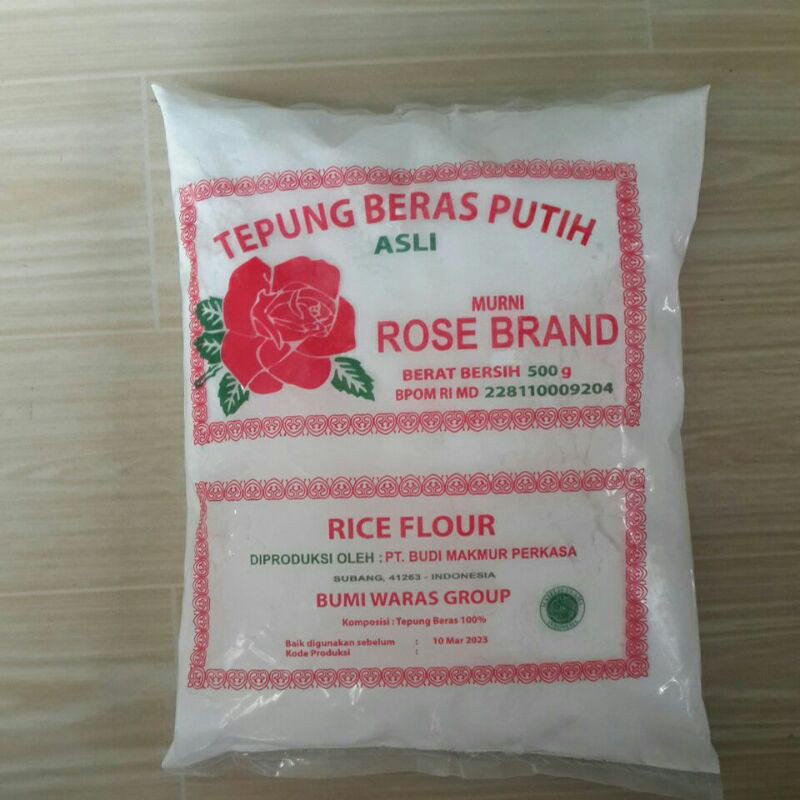 TEPUNG BERAS PUTIH
ASLI
MURNI
ROSE BRAND
BERAT BERSIH 500 g
BPOM RI MD 228110009204
RICE FLOUR
DIPRODUKSI OLEH : PT. BUDI MAKMUR PERKASA
SUBANG, 41263 - INDONESIA
BUMI WARAS GROUP
Komposisi : Tepung Beras 100%
Baik digunakan sebelum : 10 Mar 2023
Kode Produksi :